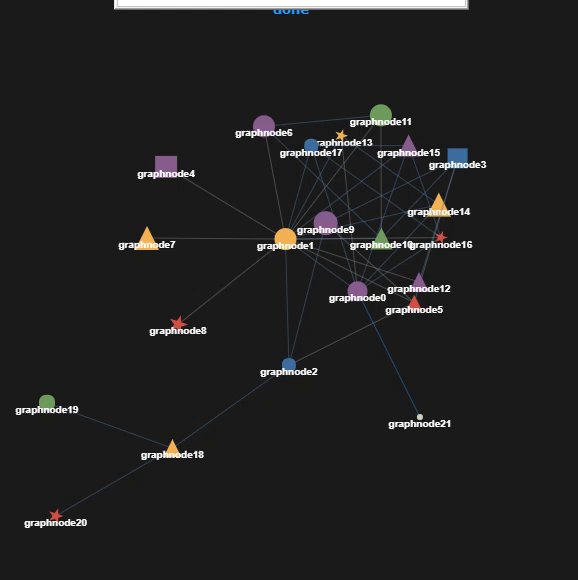 done
graphnode11
graphnode6
graphnode13
graphnode17
graphnode15
graphnode3
graphnode4
graphnode14
graphnode9
graphnode7
graphnode1
graphnode10
graphnode16
graphnode12
graphnode0
graphnode5
graphnode8
graphnode2
graphnode19
graphnode21
graphnode18
graphnode20